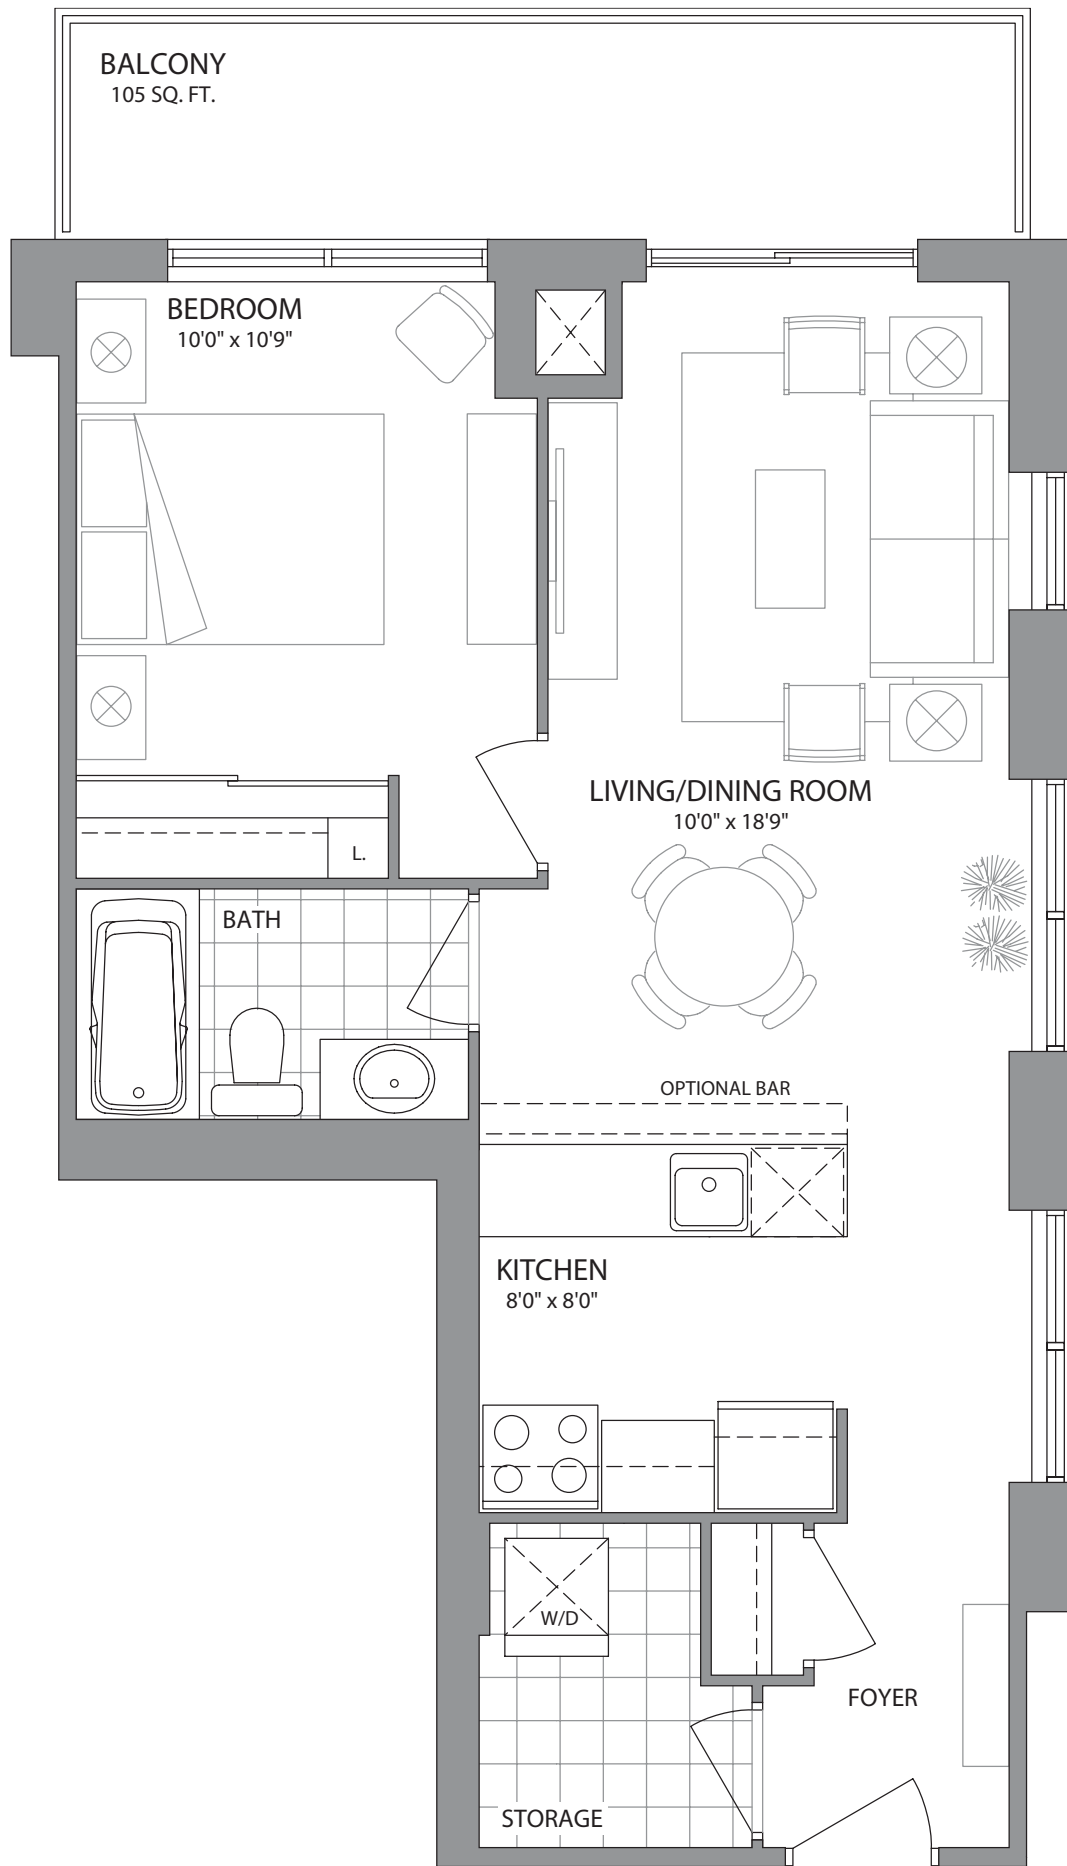 BALCONY
105 SQ. FT.
BEDROOM
10'0" x 10'9"
LIVING/DINING ROOM
10'0" x 18'9"
L.
BATH
OPTIONAL BAR
KITCHEN
8'0" x 8'0"
W/D
FOYER
STORAGE